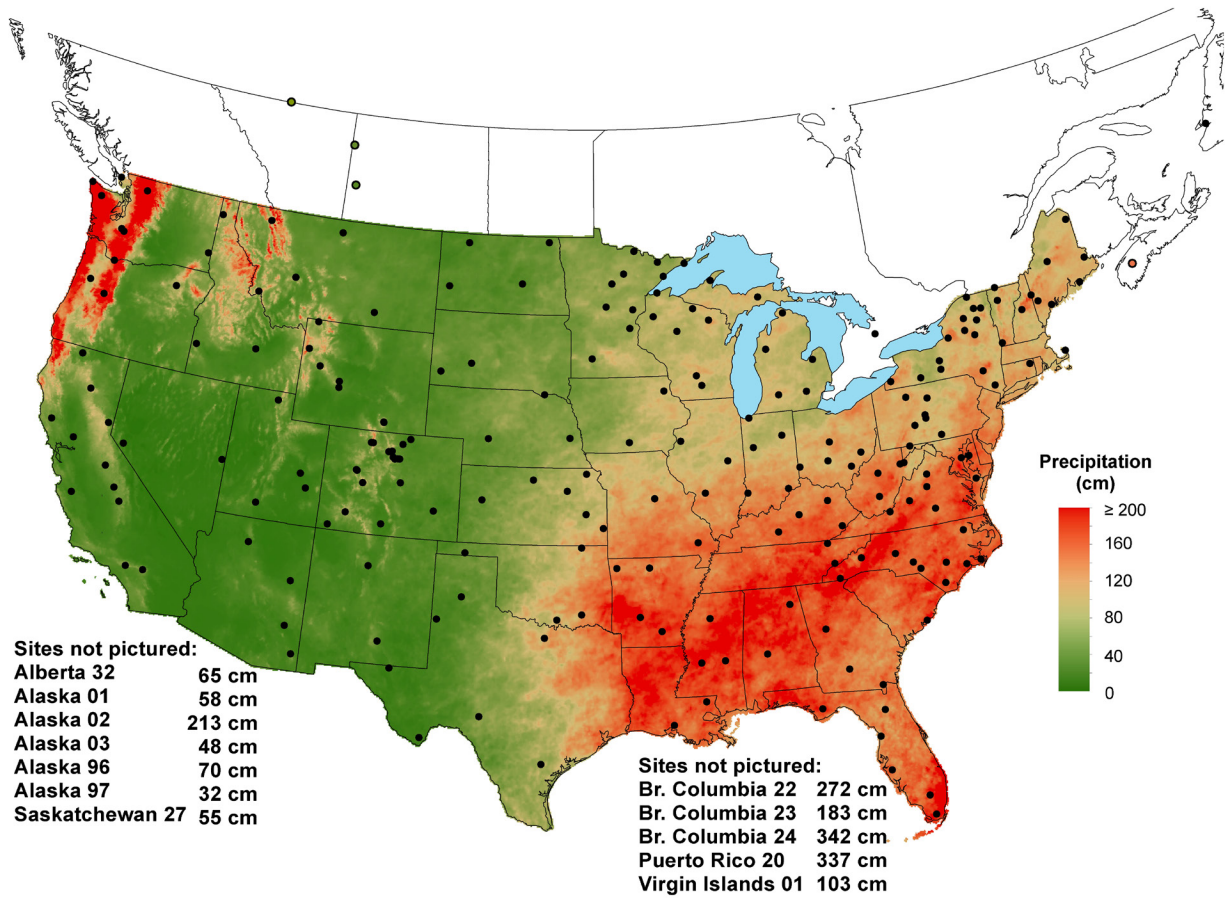 Precipitation
(cm)
≥ 200
160
120
80
40
0
Sites not pictured:
Alberta 32 65 cm
Alaska 01 58 cm
Alaska 02 213 cm
Alaska 03 48 cm
Alaska 96 70 cm
Alaska 97 32 cm
Saskatchewan 27 55 cm
Sites not pictured:
Br. Columbia 22 272 cm
Br. Columbia 23 183 cm
Br. Columbia 24 342 cm
Puerto Rico 20 337 cm
Virgin Islands 01 103 cm